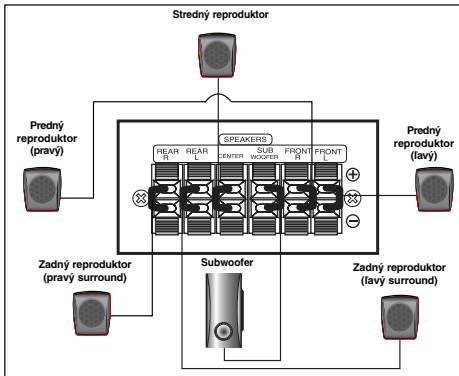 Stredný reproduktor
Predný
reproduktor
(pravý)
Predný
reproduktor
(ľavý)
SPEAKERS
REAR
R
REAR
L
CENTER
SUB
WOOFER
FRONT
R
FRONT
L
+
−
Zadný reproduktor
(pravý surround)
Subwoofer
Zadný reproduktor
(ľavý surround)